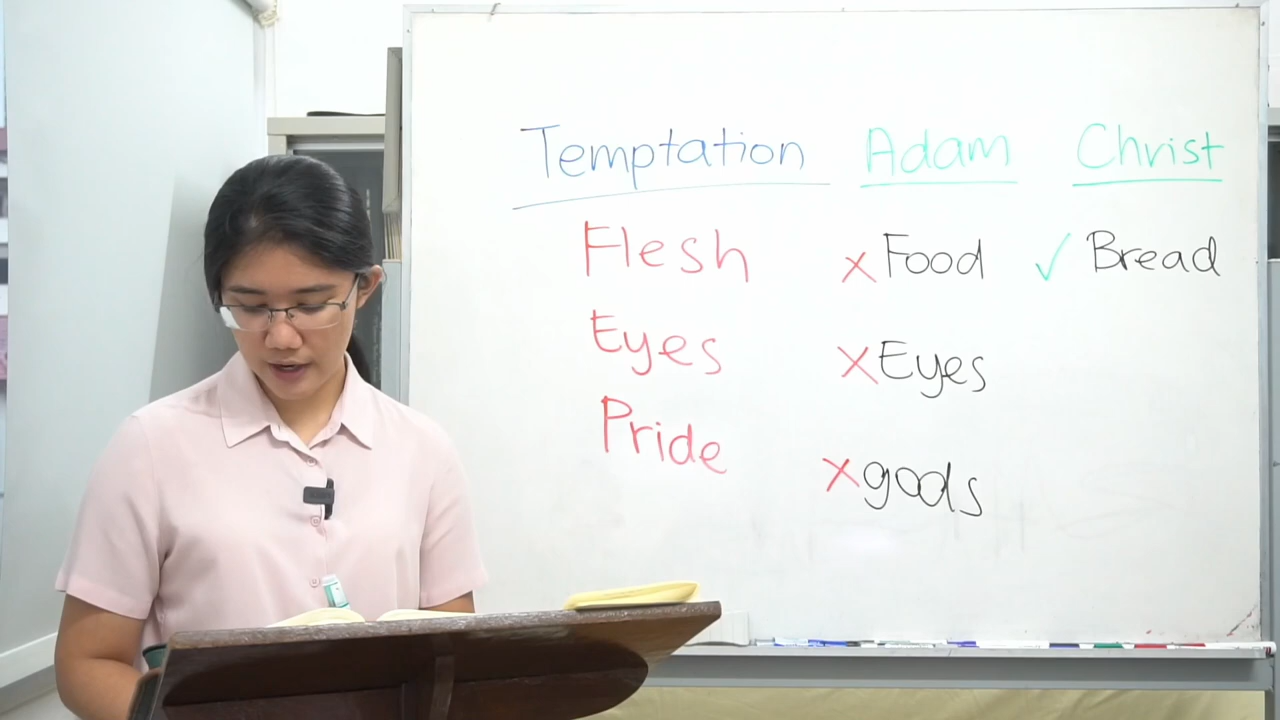 Temptation Adam Christ
Flesh x Food ✓ Bread
Eyes x Eyes
Pride x gods